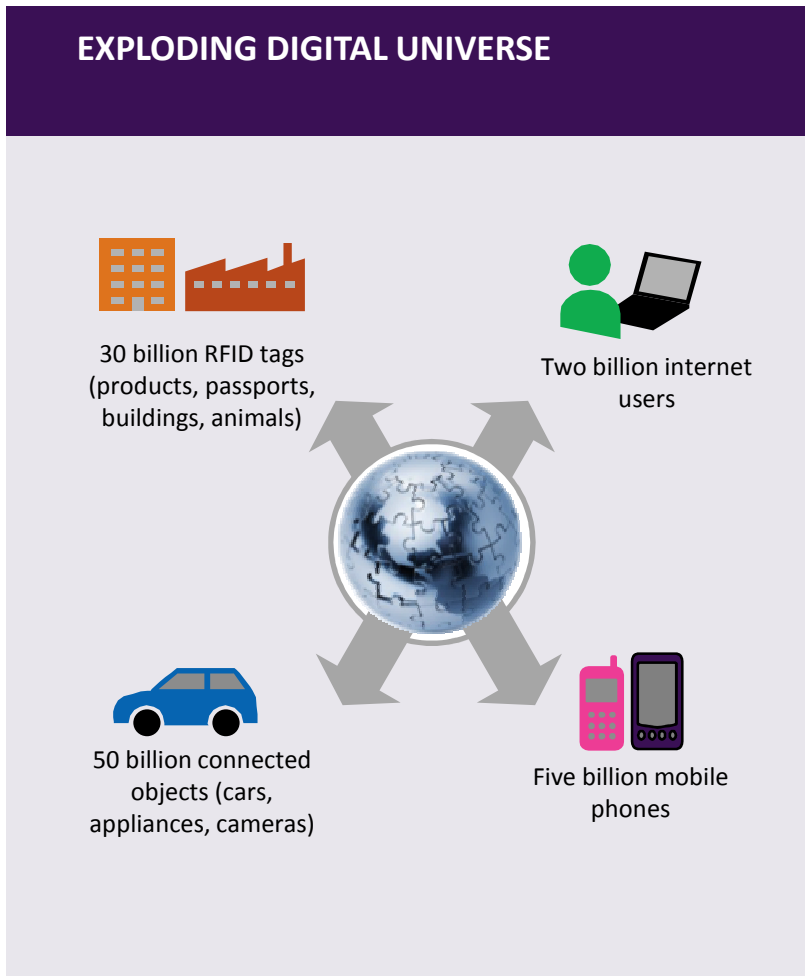 EXPLODING DIGITAL UNIVERSE
30 billion RFID tags
(products, passports,
buildings, animals)
Two billion internet
users
50 billion connected
objects (cars,
appliances, cameras)
Five billion mobile
phones